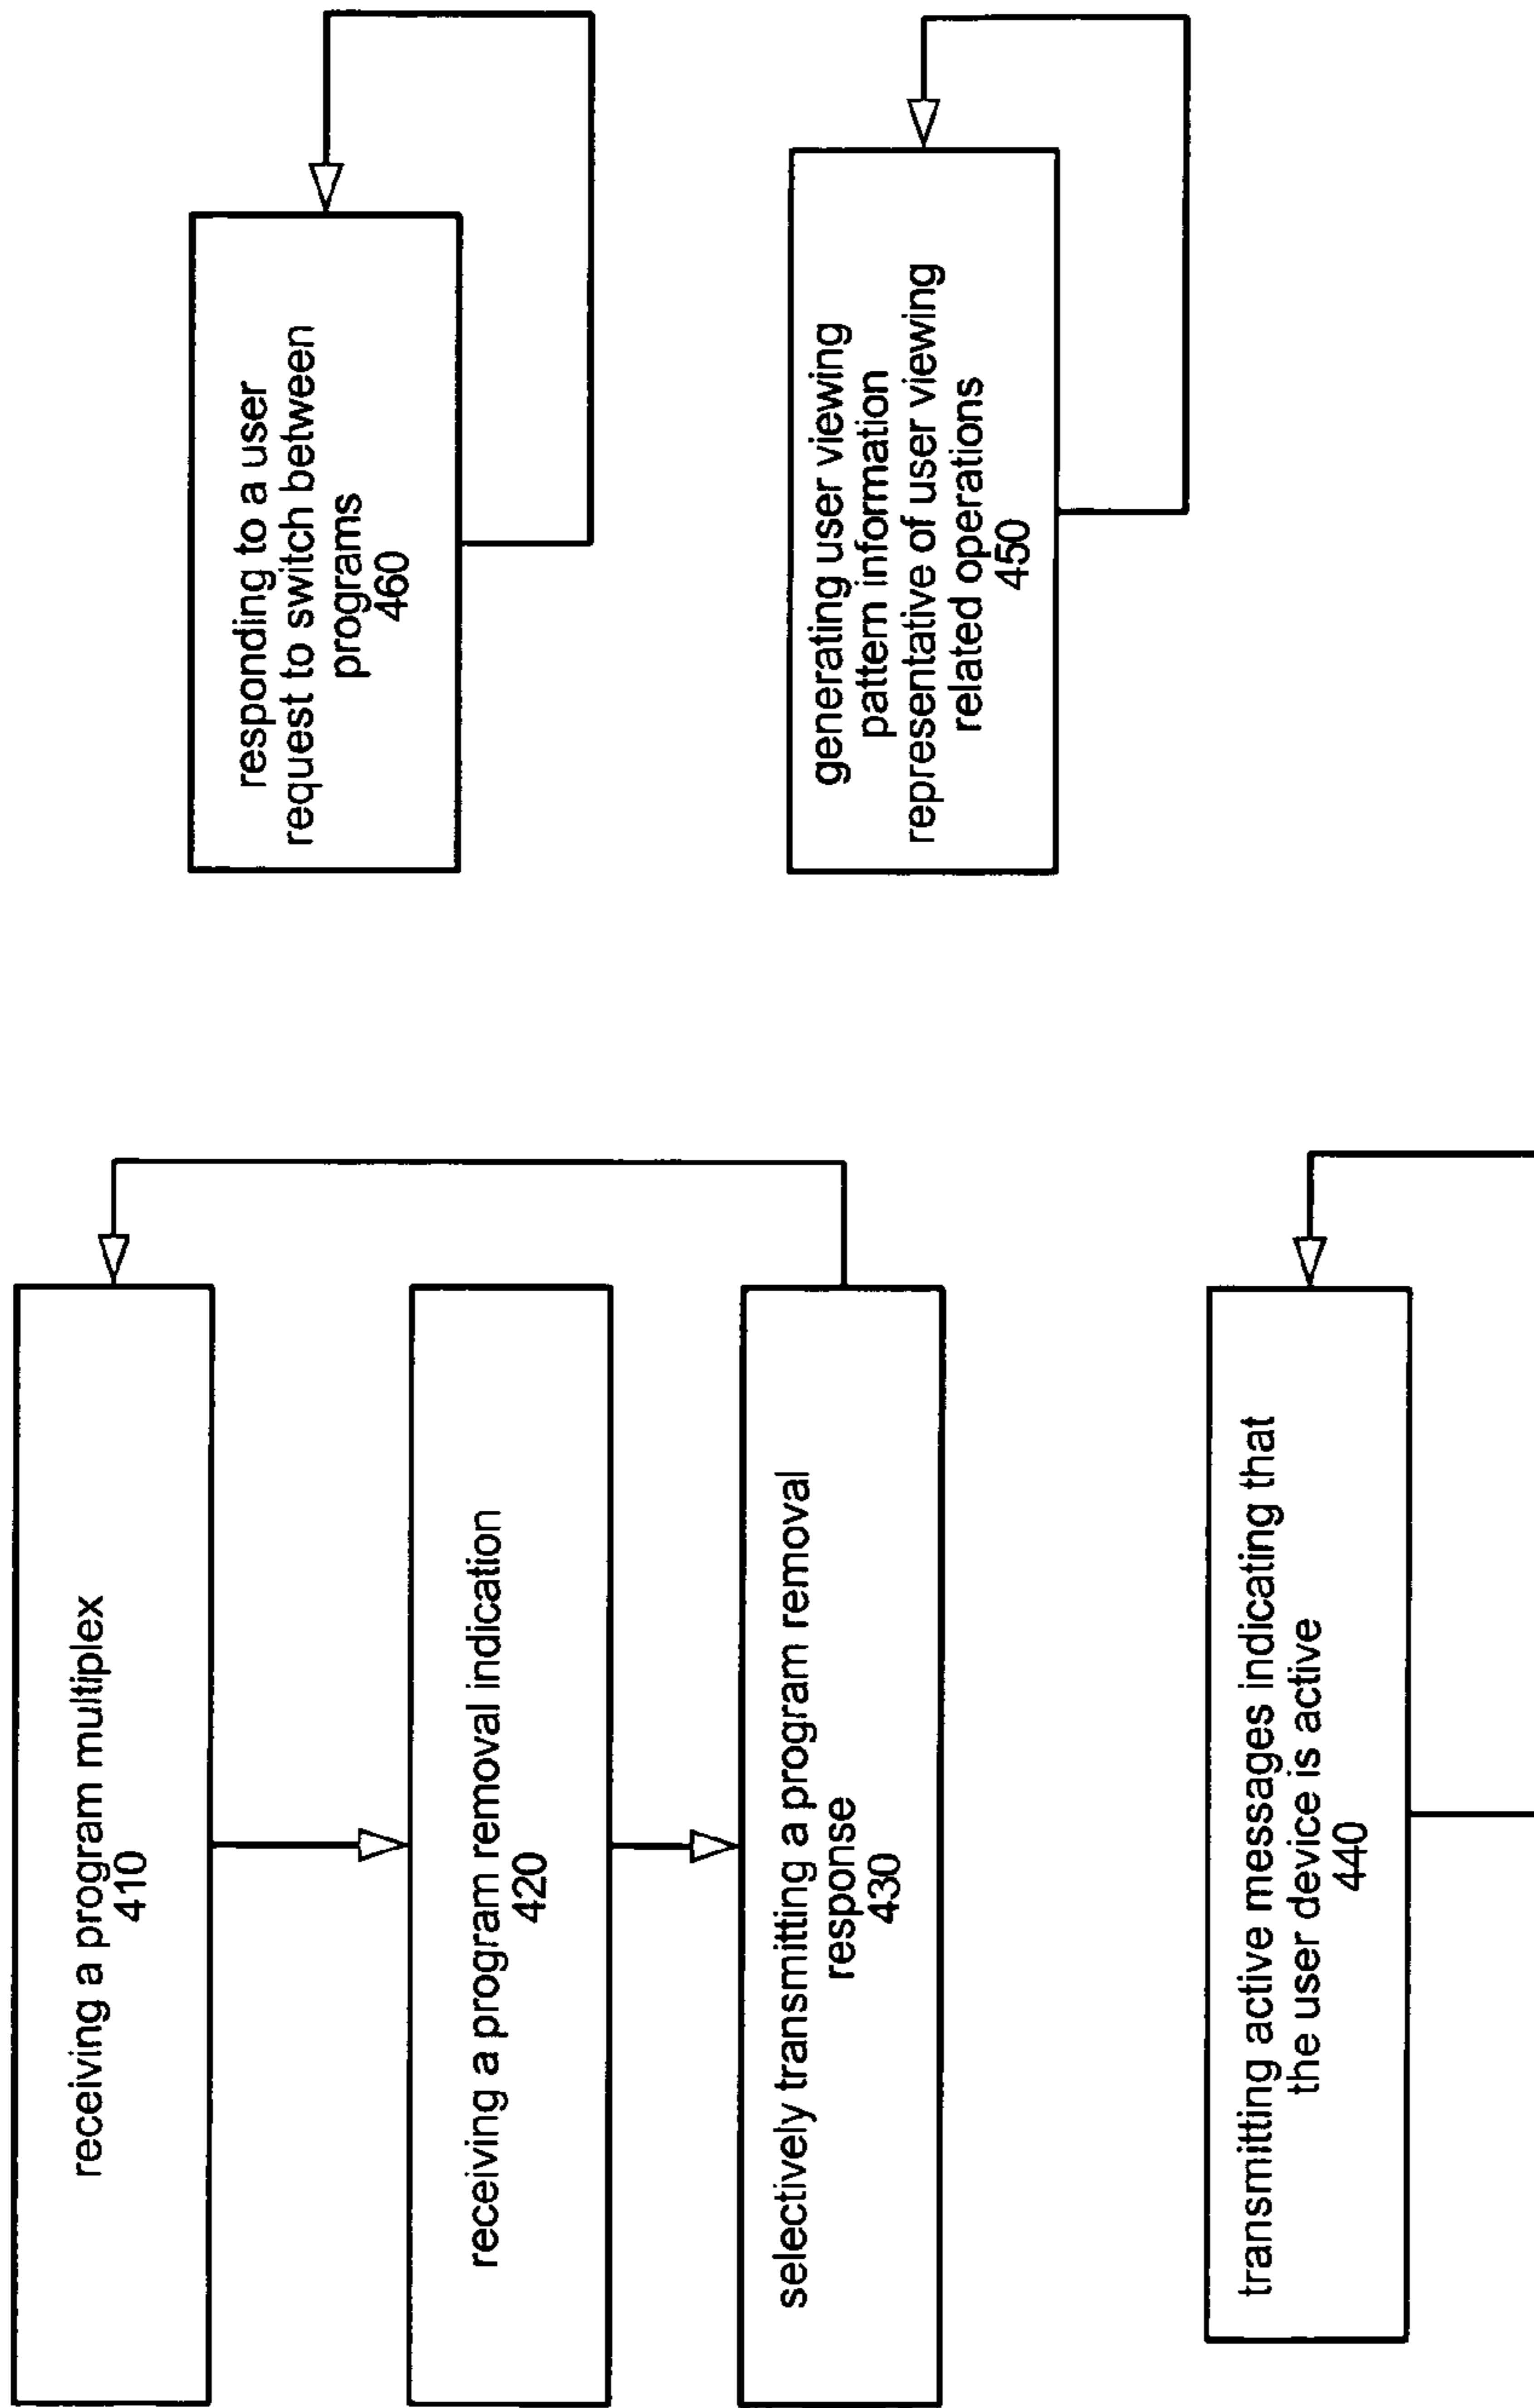 receiving a program multiplex
410
receiving a program removal indication
420
selectively transmitting a program removal
response
430
transmitting active messages indicating that
the user device is active
440
responding to a user
request to switch between
programs
460
generating user viewing
pattern information
representative of user viewing
related operations
450